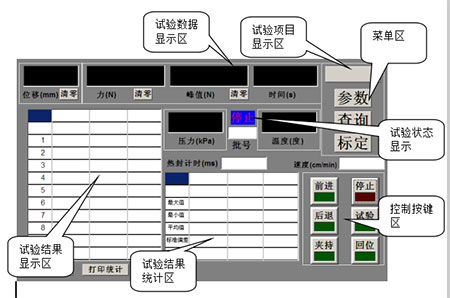 试验数据
显示区
试验项目
显示区
菜单区
位移(mm) 清零 力(N) 清零 峰值(N) 清零 时间(s)
参数
查询
标定
停止
压力(kPa) 批号 温度(度)
试验状态
显示
热封计时(ms) 速度(cm/min)
1
2
3
4
5
6
7
8
最大值
最小值
平均值
标准偏差
前进 停止
后退 试验
夹持 回位
控制按键
区
试验结果
显示区
打印统计
试验结果
统计区